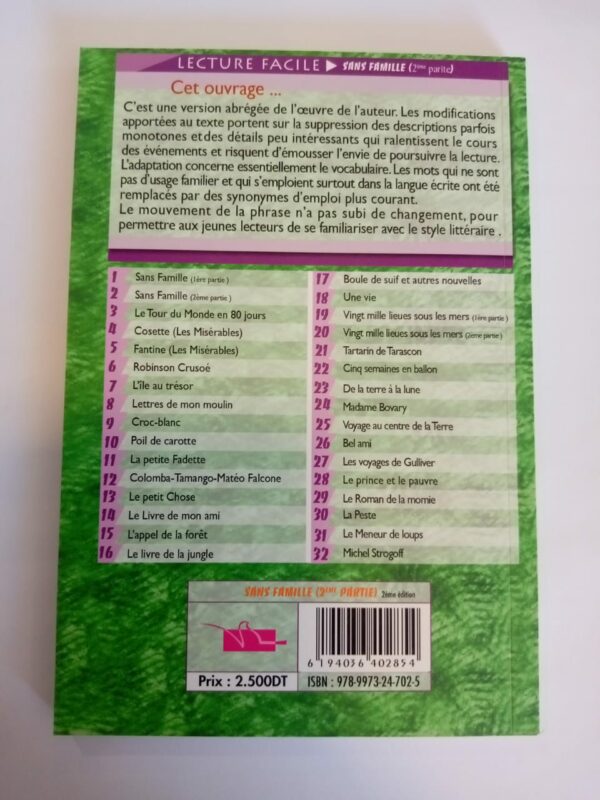 LECTURE FACILE ▶ SANS FAMILLE (2ème parite)
Cet ouvrage ...
C'est une version abrégée de l'œuvre de l'auteur. Les modifications
apportées au texte portent sur la suppression des descriptions parfois
monotones et des détails peu intéressants qui ralentissent le cours
des événements et risquent d'émousser l'envie de poursuivre la lecture.
L'adaptation concerne essentiellement le vocabulaire. Les mots qui ne sont
pas d'usage familier et qui s'emploient surtout dans la langue écrite ont été
remplacés par des synonymes d'emploi plus courant.
Le mouvement de la phrase n'a pas subi de changement, pour
permettre aux jeunes lecteurs de se familiariser avec le style littéraire .
1 Sans Famille (1ère partie )
2 Sans Famille (2ème partie )
3 Le Tour du Monde en 80 jours
4 Cosette (Les Misérables)
5 Fantine (Les Misérables)
6 Robinson Crusoé
7 L'île au trésor
8 Lettres de mon moulin
9 Croc-blanc
10 Poil de carotte
11 La petite Fadette
12 Colomba-Tamango-Matéo Falcone
13 Le petit Chose
14 Le Livre de mon ami
15 L'appel de la forêt
16 Le livre de la jungle
17 Boule de suif et autres nouvelles
18 Une vie
19 Vingt mille lieues sous les mers (1ère partie )
20 Vingt mille lieues sous les mers (2ème partie )
21 Tartarin de Tarascon
22 Cinq semaines en ballon
23 De la terre à la lune
24 Madame Bovary
25 Voyage au centre de la Terre
26 Bel ami
27 Les voyages de Gulliver
28 Le prince et le pauvre
29 Le Roman de la momie
30 La Peste
31 Le Meneur de loups
32 Michel Strogoff
SANS FAMILLE (2ème PARTIE) 2ème édition
6 194036 402854
Prix : 2.500DT
ISBN : 978-9973-24-702-5